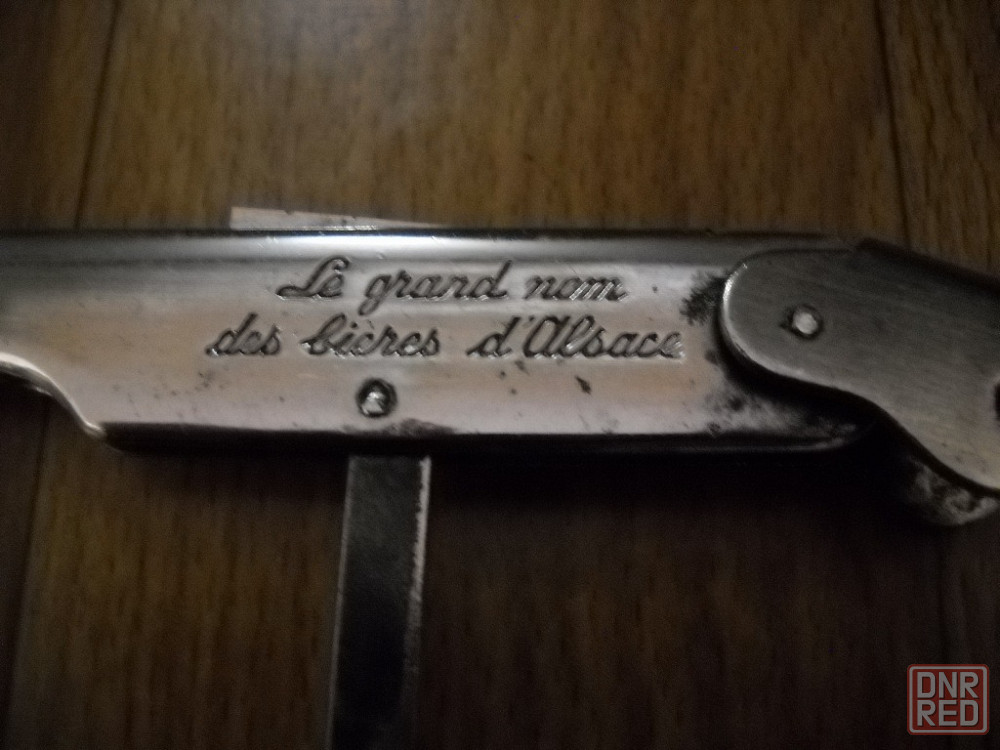 Le grand nom
des bières d'Alsace
DNR
RED